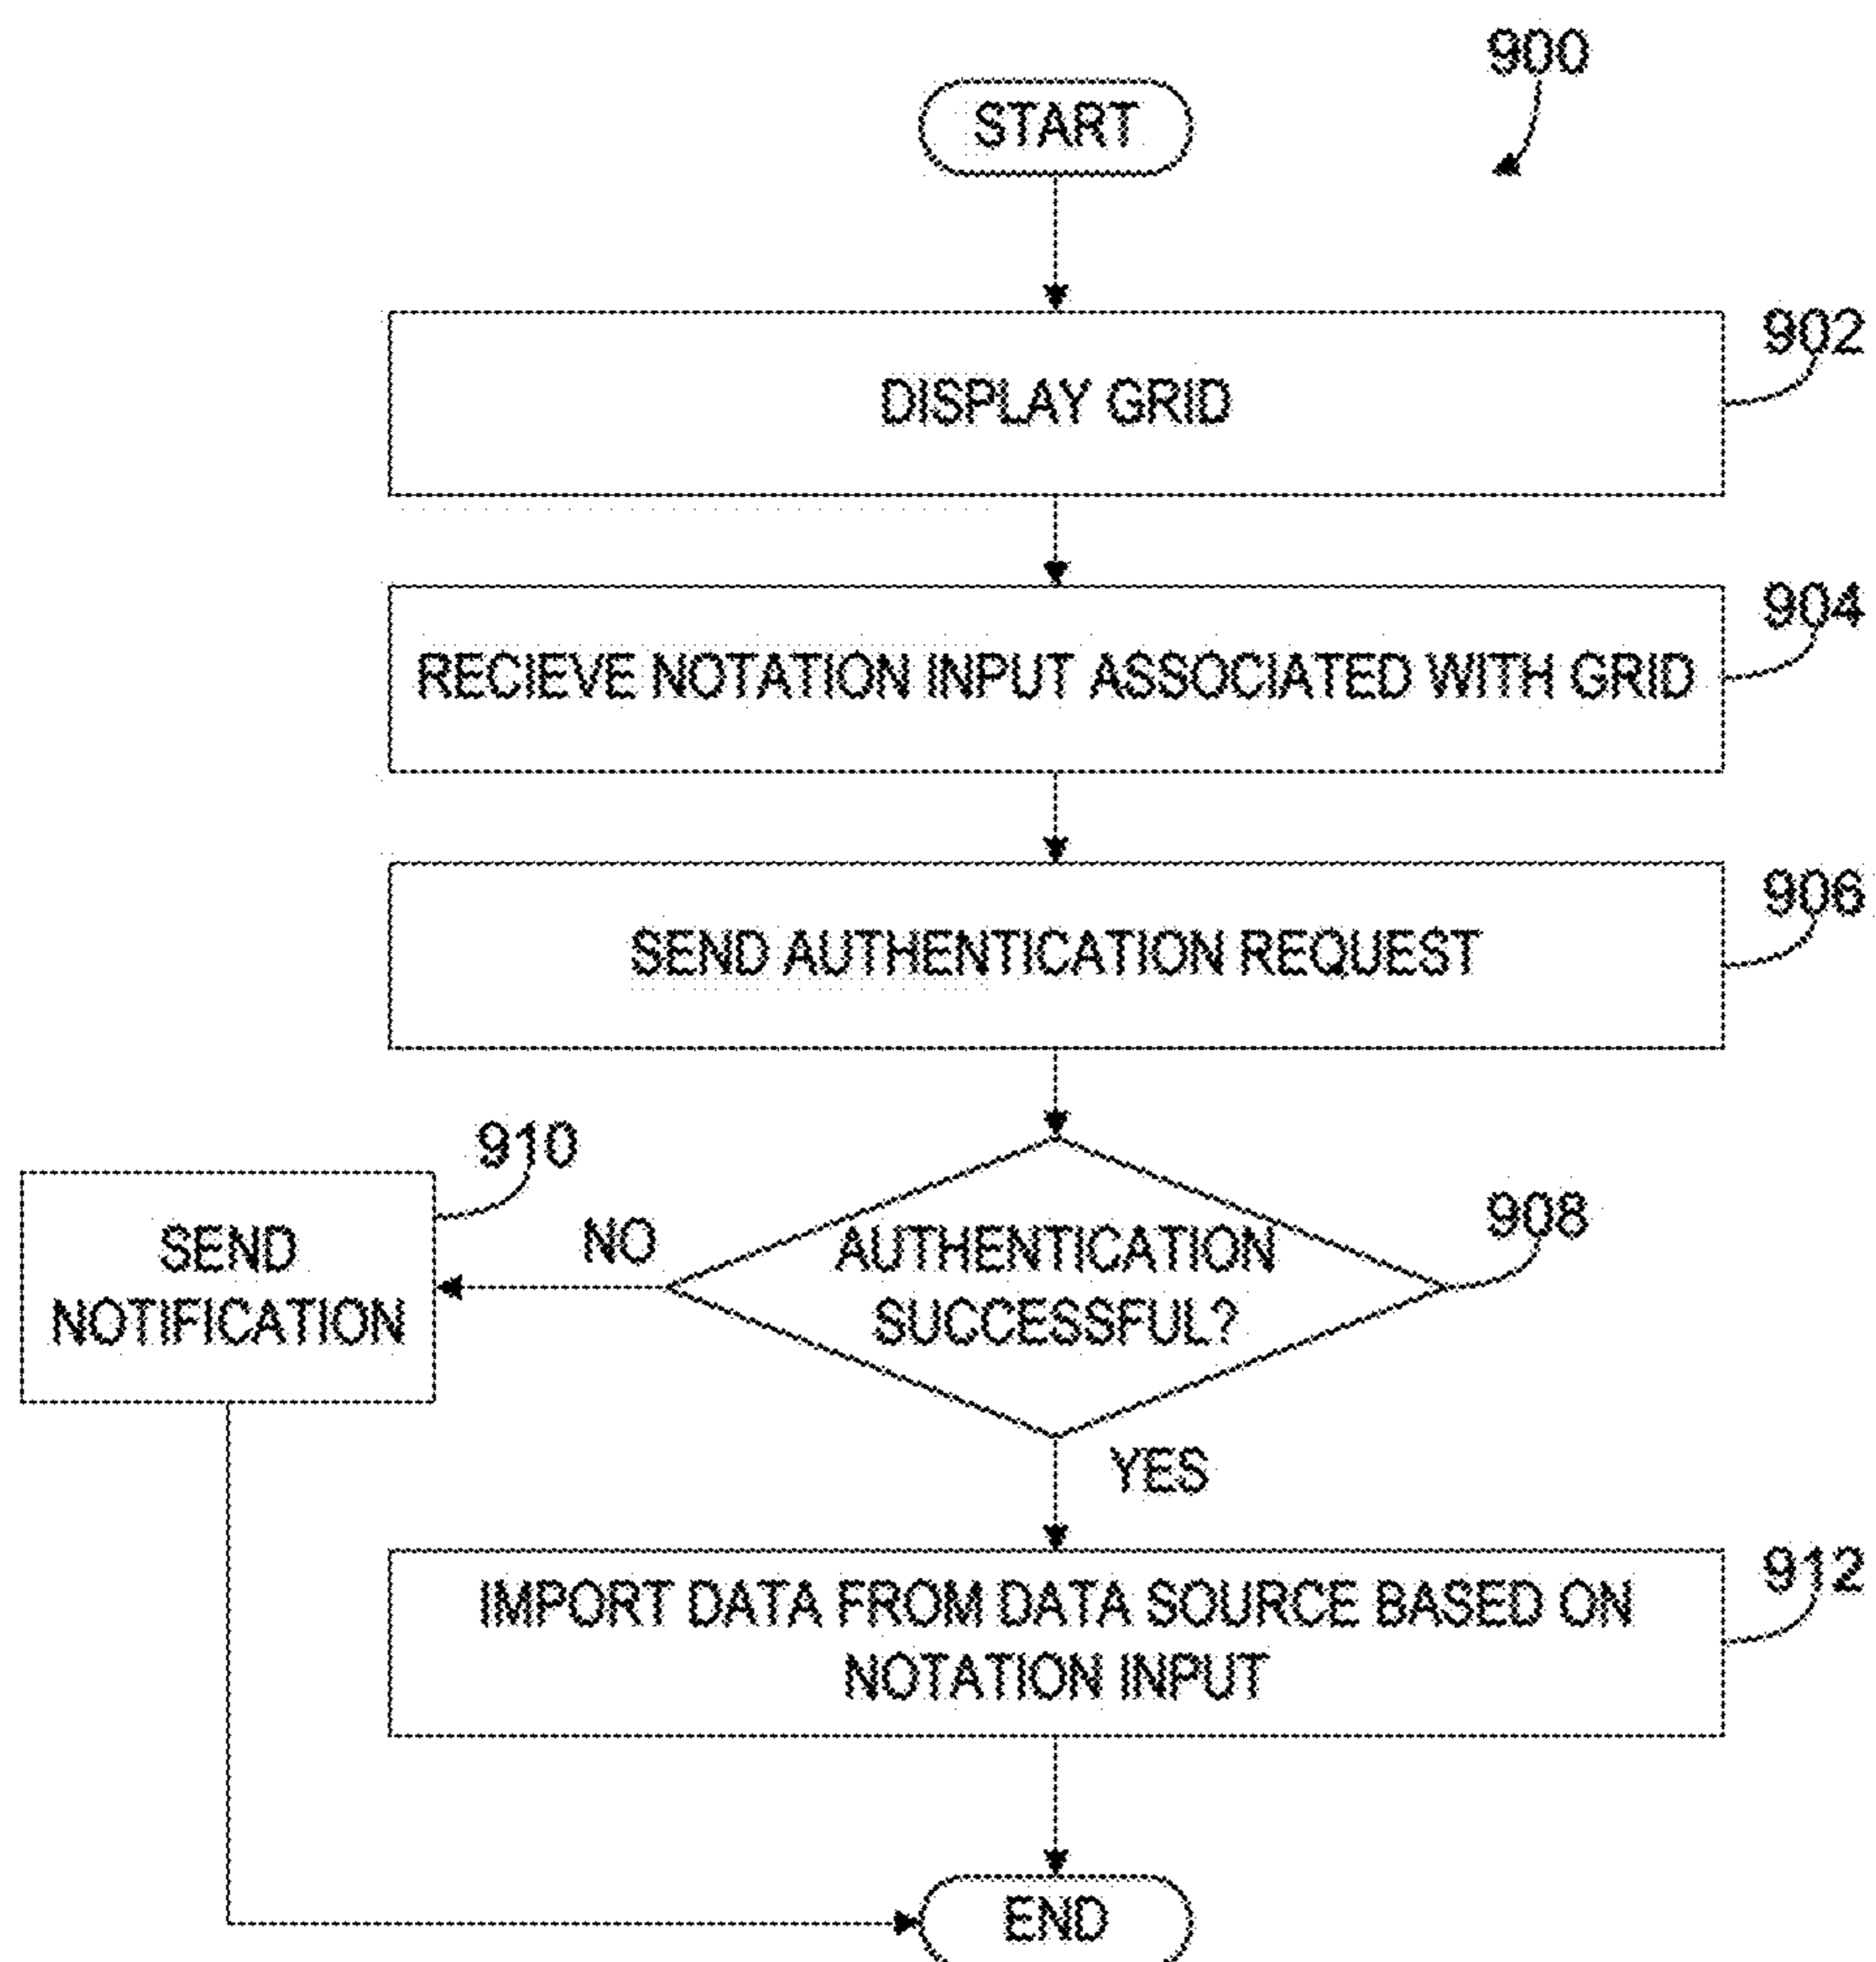 900
START
902
DISPLAY GRID
904
RECIEVE NOTATION INPUT ASSOCIATED WITH GRID
906
SEND AUTHENTICATION REQUEST
910
SEND
NOTIFICATION
NO
AUTHENTICATION
SUCCESSFUL?
908
YES
912
IMPORT DATA FROM DATA SOURCE BASED ON
NOTATION INPUT
END